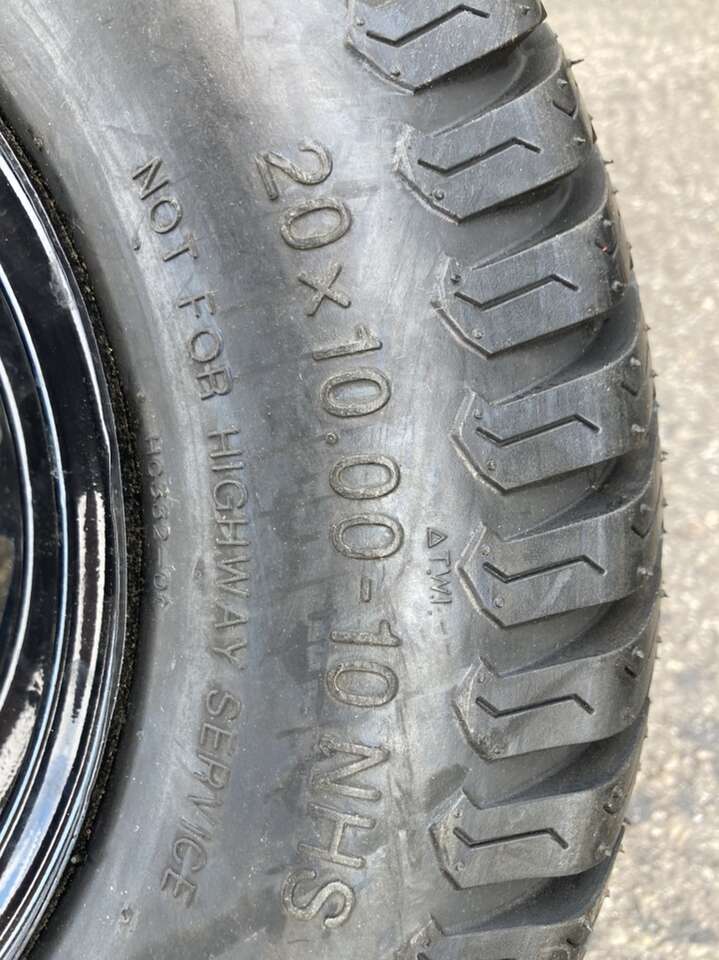 20x10.00-10 NHS
NOT FOR HIGHWAY SERVICE
△T.W.I.